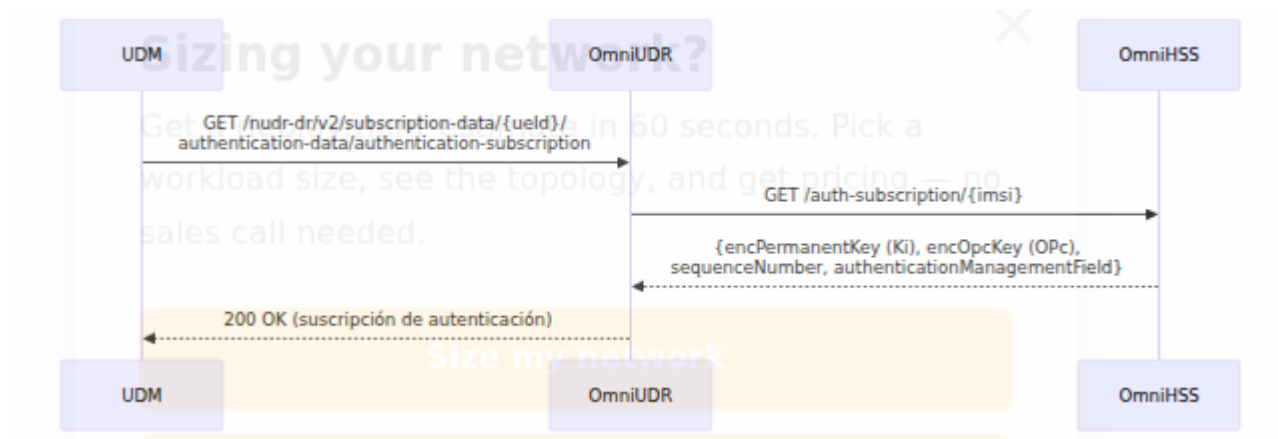 Sizing your network?
UDM
OmniUDR
OmniHSS
GET /nudr-dr/v2/subscription-data/{ueId}/
authentication-data/authentication-subscription
Get in 60 seconds. Pick a
workload size, see the topology, and get pricing — no
GET /auth-subscription/{imsi}
sales call needed.
{encPermanentKey (Ki), encOpcKey (OPc),
sequenceNumber, authenticationManagementField}
200 OK (suscripción de autenticación)
Size my network
UDM
OmniUDR
OmniHSS